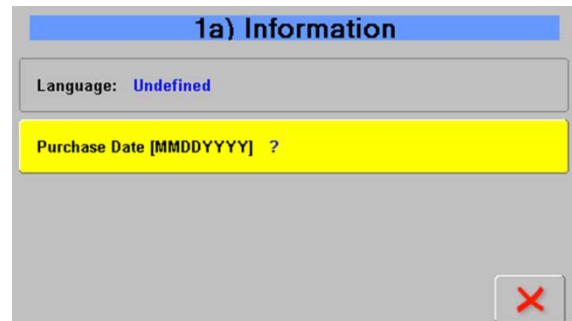 1a) Information
Language: Undefined
Purchase Date [MMDDYYYY] ?